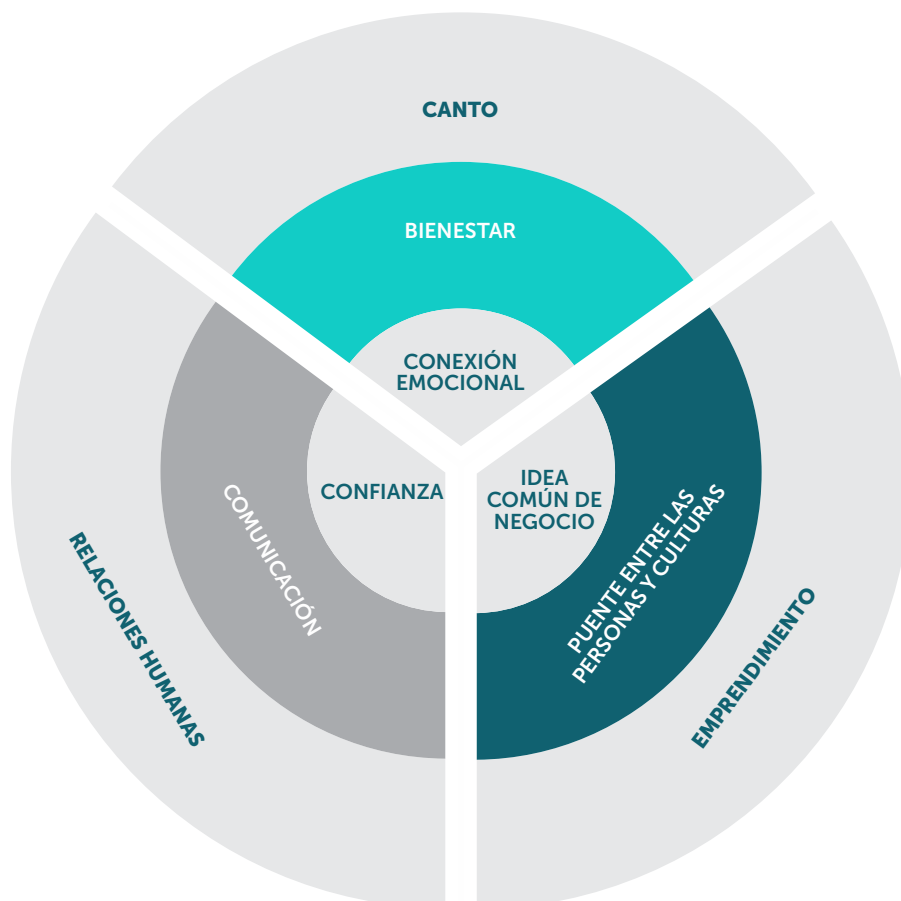 CANTO
BIENESTAR
CONEXIÓN
EMOCIONAL
CONFIANZA
IDEA
COMÚN DE
NEGOCIO
COMUNICACIÓN
PUENTE ENTRE LAS
PERSONAS Y CULTURAS
RELACIONES HUMANAS
EMPRENDIMIENTO